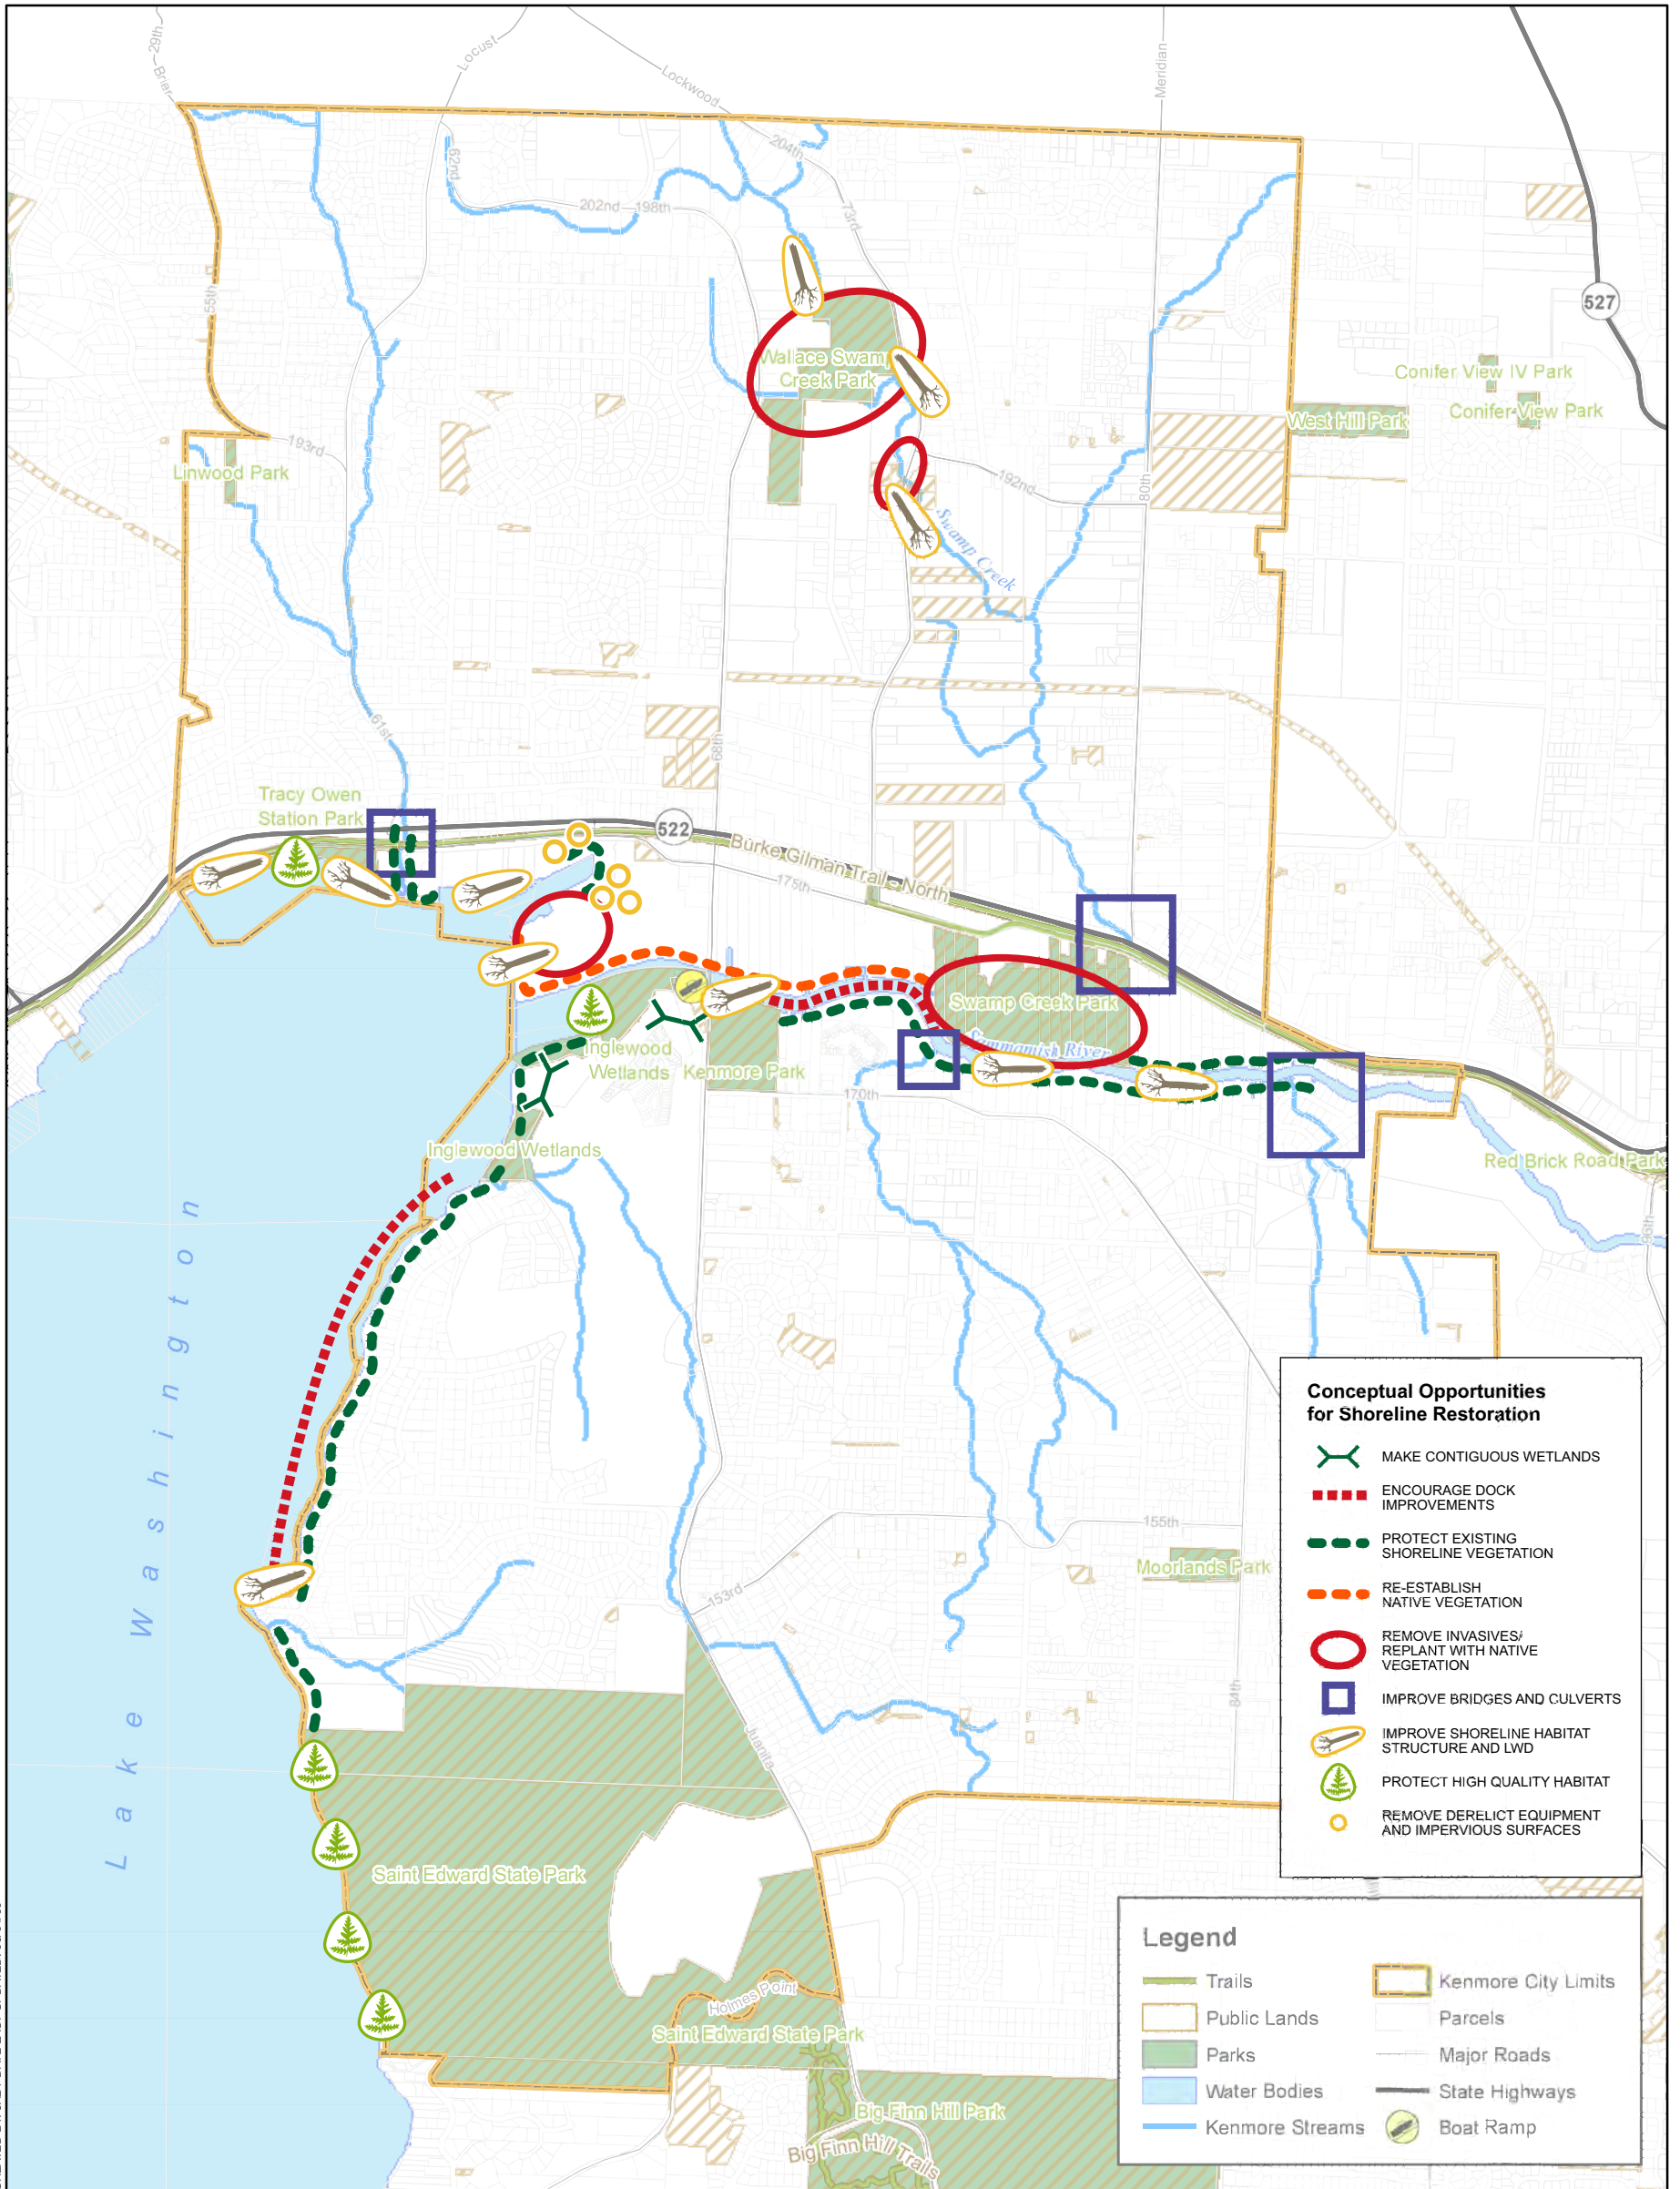 29th
Briar
Locust
Lockwood
Meridian
204th
62nd
202nd
198th
73rd
55th
527
Wallace Swamp
Creek Park
Conifer View IV Park
Conifer View Park
West Hill Park
193rd
Linwood Park
192nd
80th
Swamp Creek
61st
68th
Tracy Owen
Station Park
522
Burke Gilman Trail - North
175th
Swamp Creek Park
Sammamish River
Inglewood
Wetlands
Kenmore Park
170th
Inglewood Wetlands
Red Brick Road Park
Lake Washington
155th
Moorlands Park
153rd
84th
Juanita
Saint Edward State Park
Holmes Point
Saint Edward State Park
Big Finn Hill Park
Big Finn Hill Trails
Conceptual Opportunities
for Shoreline Restoration
MAKE CONTIGUOUS WETLANDS
ENCOURAGE DOCK
IMPROVEMENTS
PROTECT EXISTING
SHORELINE VEGETATION
RE-ESTABLISH
NATIVE VEGETATION
REMOVE INVASIVES/
REPLANT WITH NATIVE
VEGETATION
IMPROVE BRIDGES AND CULVERTS
IMPROVE SHORELINE HABITAT
STRUCTURE AND LWD
PROTECT HIGH QUALITY HABITAT
REMOVE DERELICT EQUIPMENT
AND IMPERVIOUS SURFACES
Legend
Trails
Public Lands
Parks
Water Bodies
Kenmore Streams
Kenmore City Limits
Parcels
Major Roads
State Highways
Boat Ramp